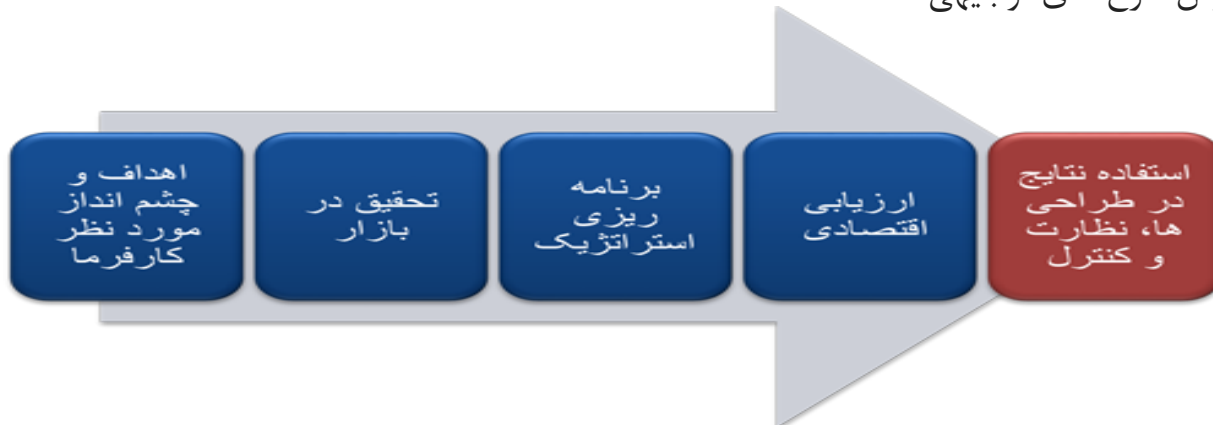 طرح
اهداف و
چشم انداز
مورد نظر
کارفرما
تحقیق در
بازار
برنامه
ریزی
استراتژیک
ارزیابی
اقتصادی
استفاده نتایج
در طراحی
ها، نظارت
و کنترل